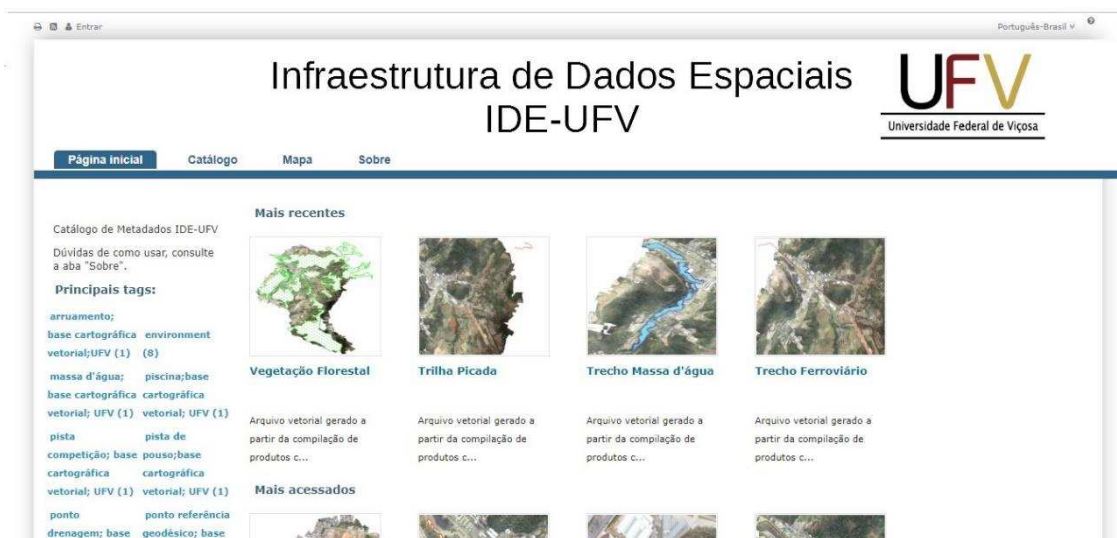 Entrar
Português-Brasil
Infraestrutura de Dados Espaciais
IDE-UFV
UFV
Universidade Federal de Viçosa
Página inicial Catálogo Mapa Sobre
Catálogo de Metadados IDE-UFV
Dúvidas de como usar, consulte
a aba "Sobre".
Principais tags:
arruamento;
base cartográfica
vetorial;UFV (1)
environment
(8)
massa d'água;
base cartográfica
vetorial; UFV (1)
piscina;base
cartográfica
vetorial; UFV (1)
pista
competição; base
cartográfica
vetorial; UFV (1)
pista de
pouso;base
cartográfica
vetorial; UFV (1)
ponto
drenagem; base
ponto referência
geodésico; base
Mais recentes
Vegetação Florestal
Arquivo vetorial gerado a
partir da compilação de
produtos c...
Trilha Picada
Arquivo vetorial gerado a
partir da compilação de
produtos c...
Trecho Massa d'água
Arquivo vetorial gerado a
partir da compilação de
produtos c...
Trecho Ferroviário
Arquivo vetorial gerado a
partir da compilação de
produtos c...
Mais acessados